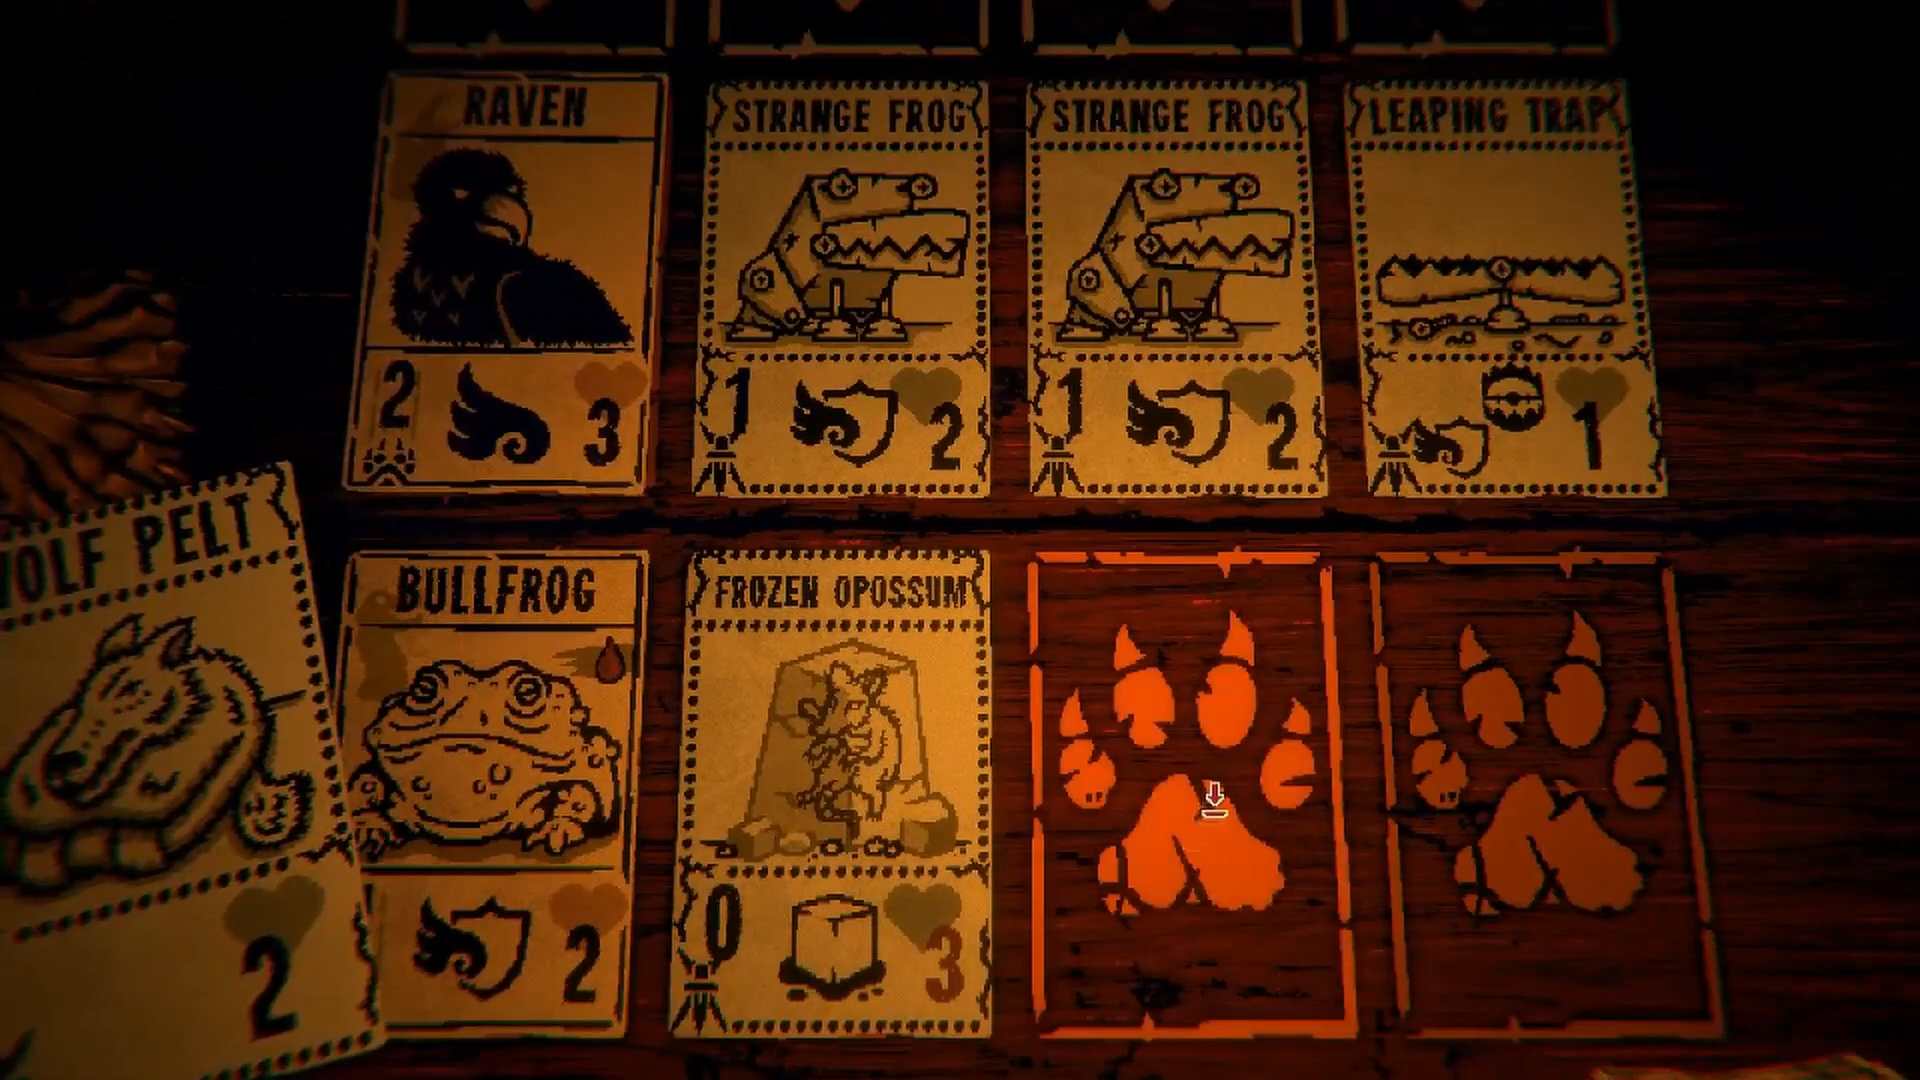 RAVEN
STRANGE FROG
STRANGE FROG
LEAPING TRAP
2
3
1
2
1
2
1
WOLF PELT
BULLFROG
FROZEN OPOSSUM
2
2
0
3